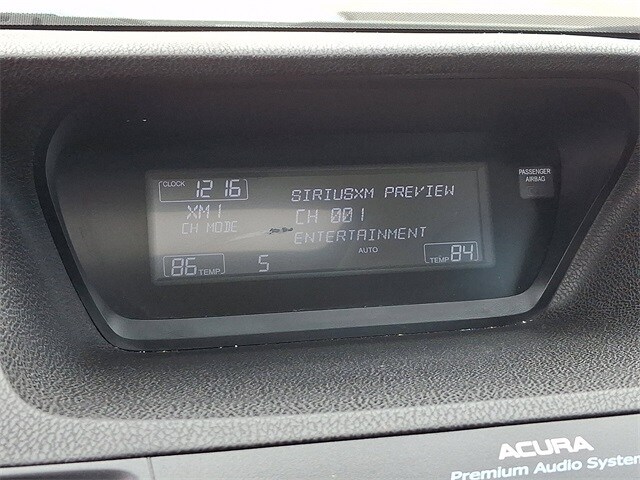 CLOCK 12 16
SIRIUSXM PREVIEW
PASSENGER
AIRBAG
XM1
CH 001
CH MODE
ENTERTAINMENT
AUTO
86 TEMP
5
TEMP 84
ACURA
Premium Audio System